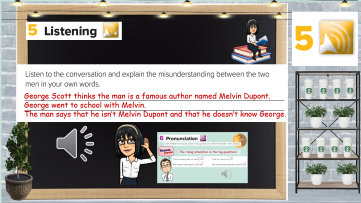 5 Listening
5
Listen to the conversation and explain the misunderstanding between the two
men in your own words.
George Scott thinks the man is a famous author named Melvin Dupont.
George went to school with Melvin.
The man says that he isn't Melvin Dupont and that he doesn't know George.
6 Pronunciation